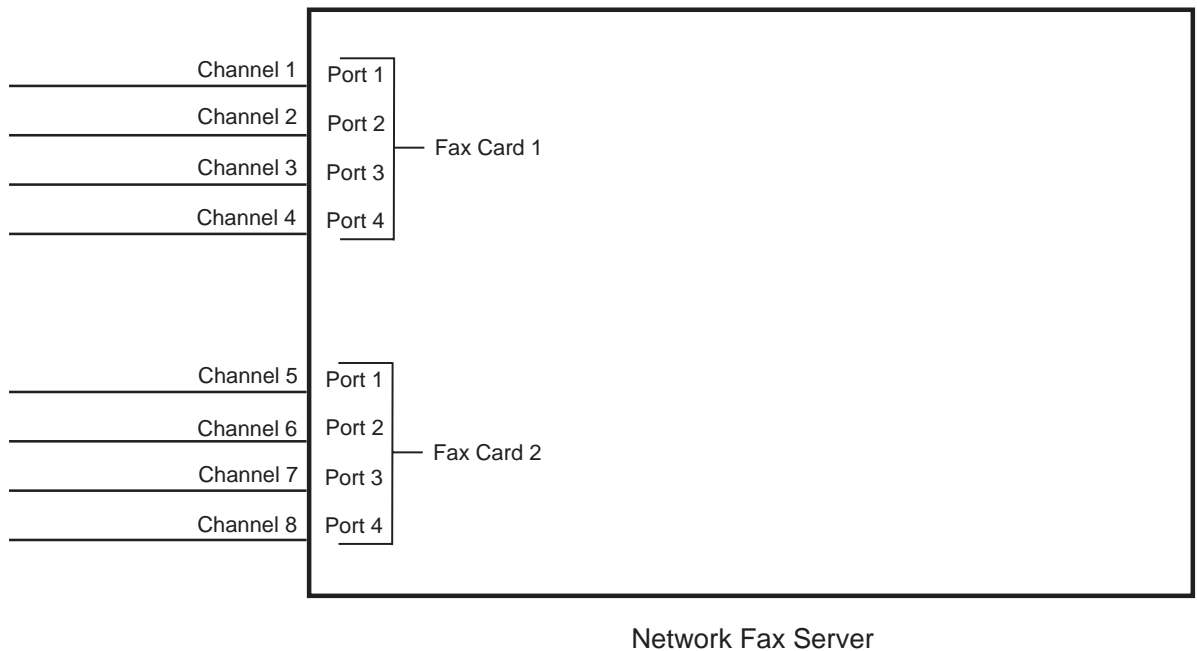 Channel 1 Port 1
Channel 2 Port 2
Fax Card 1
Channel 3 Port 3
Channel 4 Port 4
Channel 5 Port 1
Channel 6 Port 2
Fax Card 2
Channel 7 Port 3
Channel 8 Port 4
Network Fax Server